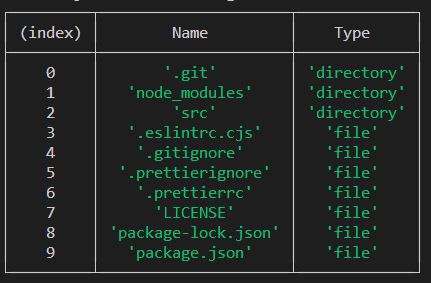 (index) Name Type
0 '.git' 'directory'
1 'node_modules' 'directory'
2 'src' 'directory'
3 '.eslintrc.cjs' 'file'
4 '.gitignore' 'file'
5 '.prettierignore' 'file'
6 '.prettierrc' 'file'
7 'LICENSE' 'file'
8 'package-lock.json' 'file'
9 'package.json' 'file'